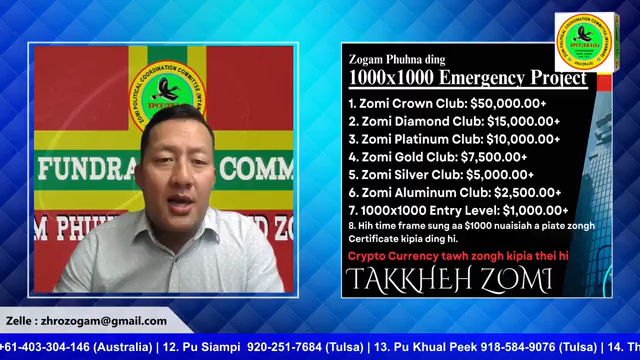 ZOMI POLITICAL COORDINATION COMMITTEE
FUNDRA
COMM
M PHUH
ED ZO
Zogam Phuhna ding
1000x1000 Emergency Project
1. Zomi Crown Club: $50,000.00+
2. Zomi Diamond Club: $15,000.00+
3. Zomi Platinum Club: $10,000.00+
4. Zomi Gold Club: $7,500.00+
5. Zomi Silver Club: $5,000.00+
6. Zomi Aluminum Club: $2,500.00+
7. 1000x1000 Entry Level: $1,000.00+
8. Hih time frame sung aa $1000 nuaisiah a piate zongh
Certificate kipia ding hi.
Crypto Currency tawh zongh kipia thei hi
TAKKHEH ZOMI
Zelle : zhrozogam@gmail.com
+61-403-304-146 (Australia) | 12. Pu Siampi 920-251-7684 (Tulsa) | 13. Pu Khual Peek 918-584-9076 (Tulsa) | 14. Th